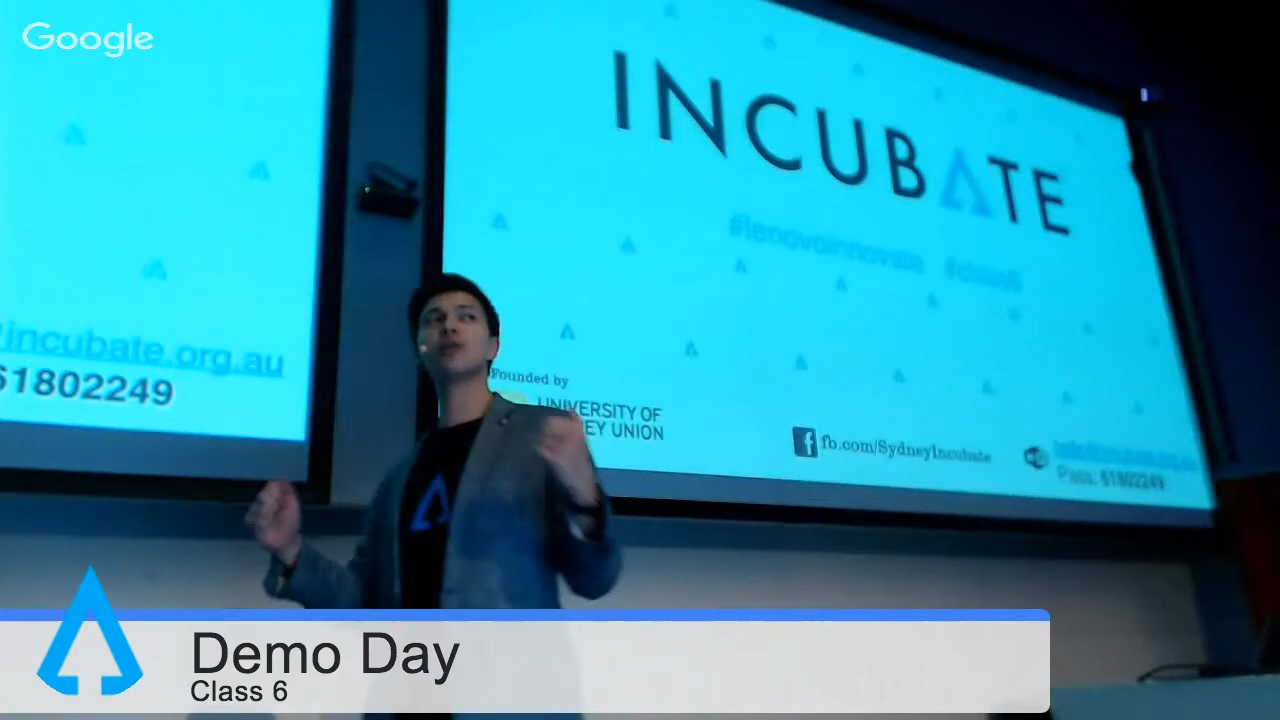 Google
INCUBATE
#lenovoinnovate
incubate.org.au
61802249
Founded by
UNIVERSITY OF
EY UNION
fb.com/SydneyIncubate
Pass: 61802249
Demo Day
Class 6